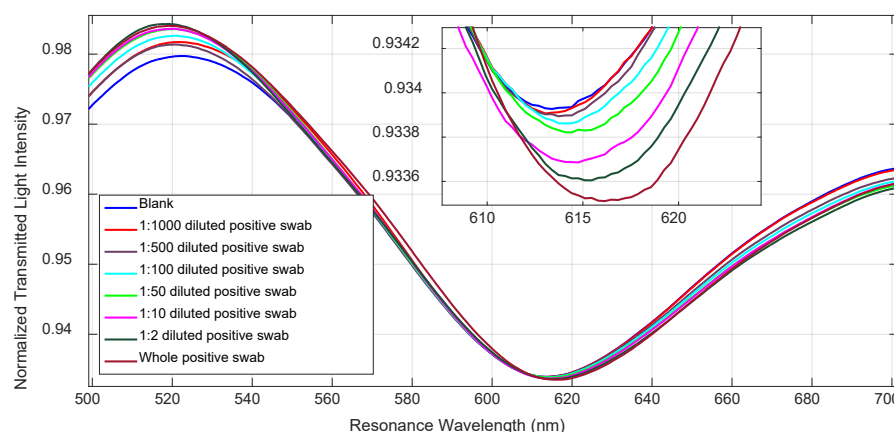 Normalized Transmitted Light Intensity
0.98
0.97
0.96
0.95
0.94
0.9342
0.934
0.9338
0.9336
610
615
620
Blank
1:1000 diluted positive swab
1:500 diluted positive swab
1:100 diluted positive swab
1:50 diluted positive swab
1:10 diluted positive swab
1:2 diluted positive swab
Whole positive swab
500
520
540
560
580
600
620
640
660
680
Resonance Wavelength (nm)